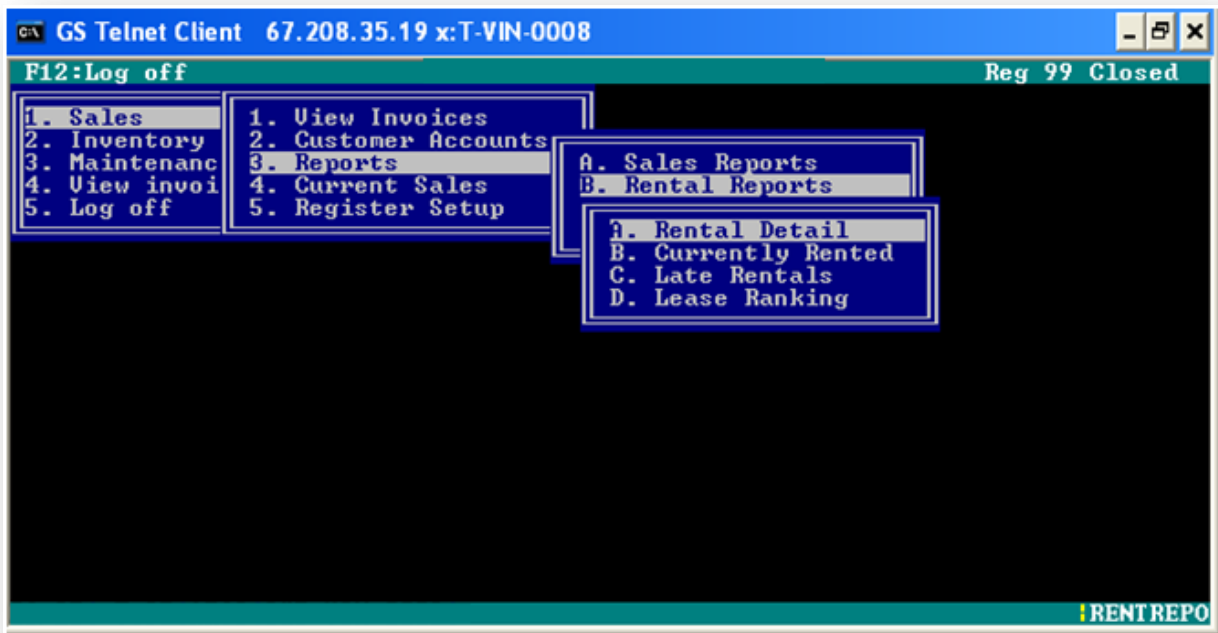 GS Telnet Client 67.208.35.19 x:T-VIN-0008
F12:Log off Reg 99 Closed
1. Sales
2. Inventory
3. Maintenanc
4. View invoi
5. Log off
1. View Invoices
2. Customer Accounts
3. Reports
4. Current Sales
5. Register Setup
A. Sales Reports
B. Rental Reports
A. Rental Detail
B. Currently Rented
C. Late Rentals
D. Lease Ranking
RENTREPO